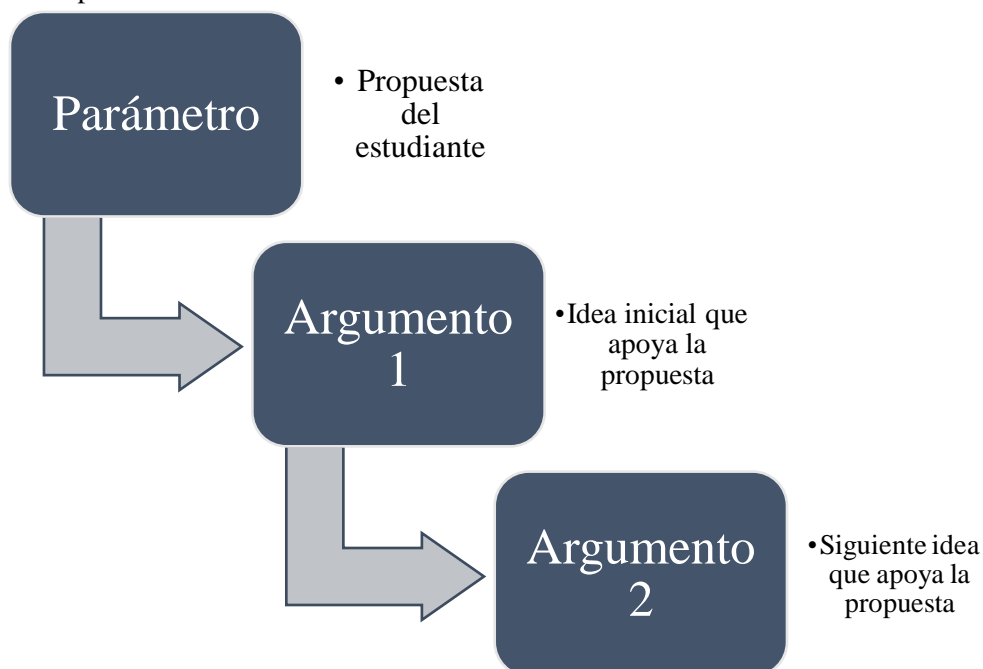 Parámetro
• Propuesta
del
estudiante
Argumento
1
•Idea inicial que
apoya la
propuesta
Argumento
2
•Siguiente idea
que apoya la
propuesta